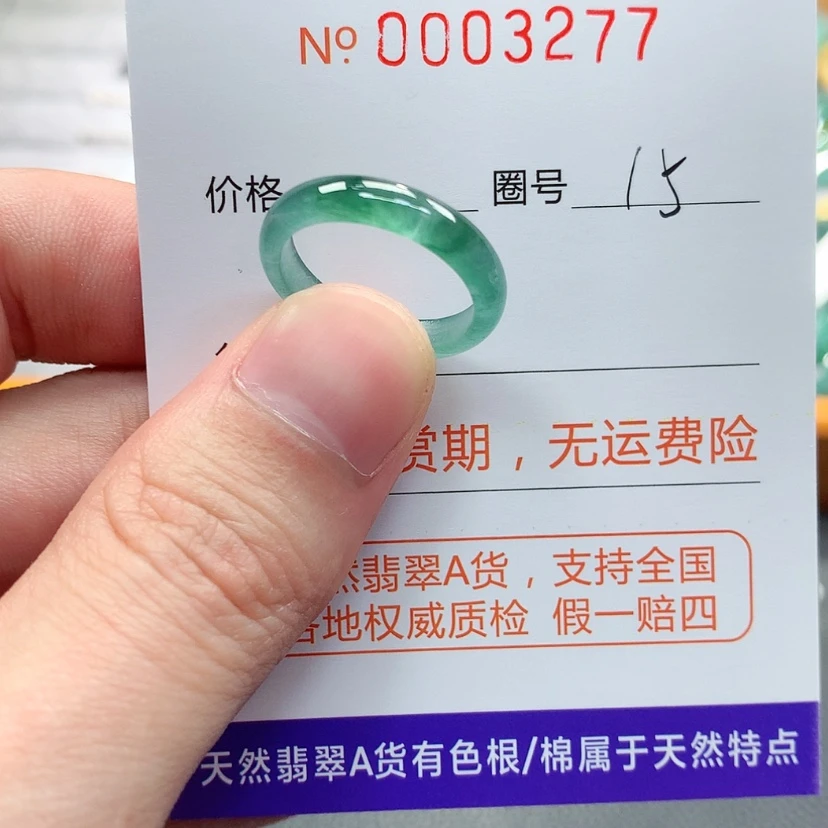 № 0003277
价格 圈号 15
赏期，无运费险
然翡翠A货，支持全国
各地权威质检 假一赔四
天然翡翠A货有色根/棉属于天然特点